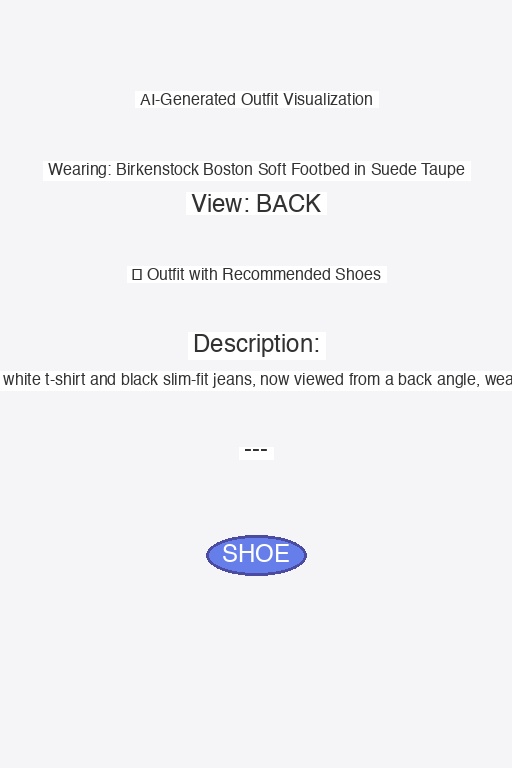 AI-Generated Outfit Visualization
Wearing: Birkenstock Boston Soft Footbed in Suede Taupe
View: BACK
Outfit with Recommended Shoes
Description:
white t-shirt and black slim-fit jeans, now viewed from a back angle,
---
SHOE